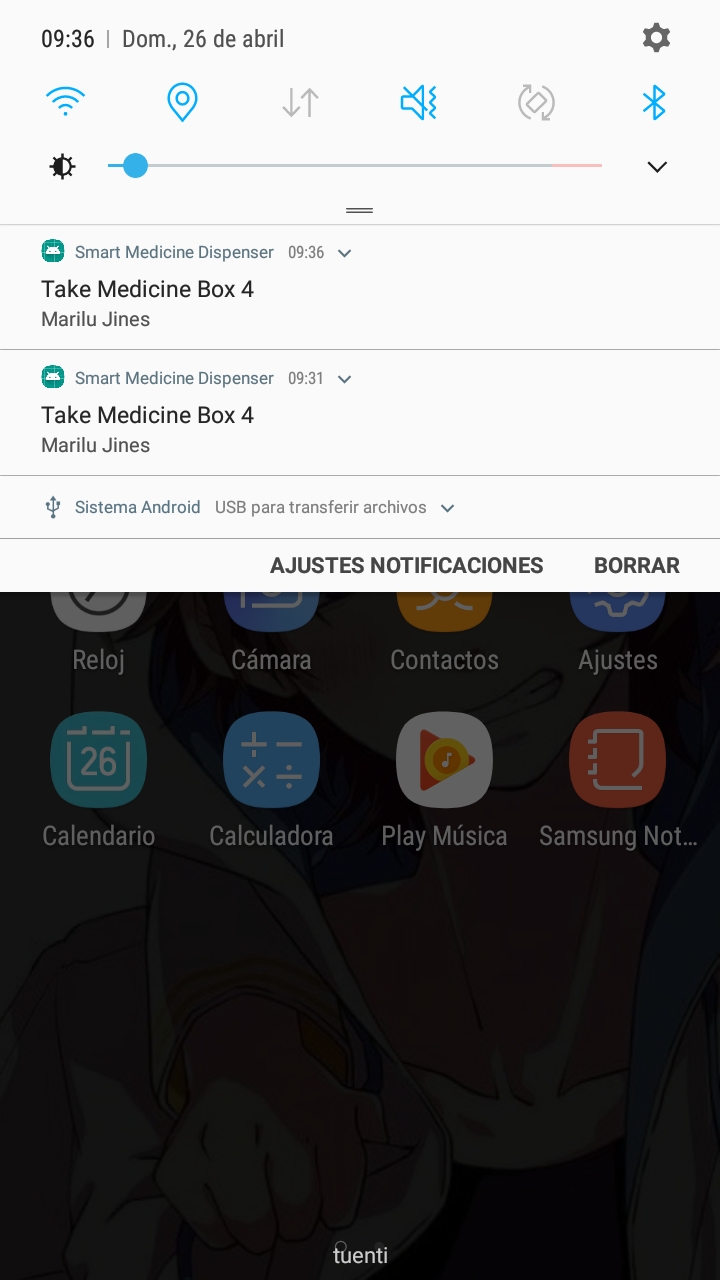 09:36 | Dom., 26 de abril
Smart Medicine Dispenser 09:36
Take Medicine Box 4
Marilu Jines
Smart Medicine Dispenser 09:31
Take Medicine Box 4
Marilu Jines
Sistema Android USB para transferir archivos
AJUSTES NOTIFICACIONES BORRAR
Reloj Cámara Contactos Ajustes
26
Calendario Calculadora Play Música Samsung Not...
tuenti